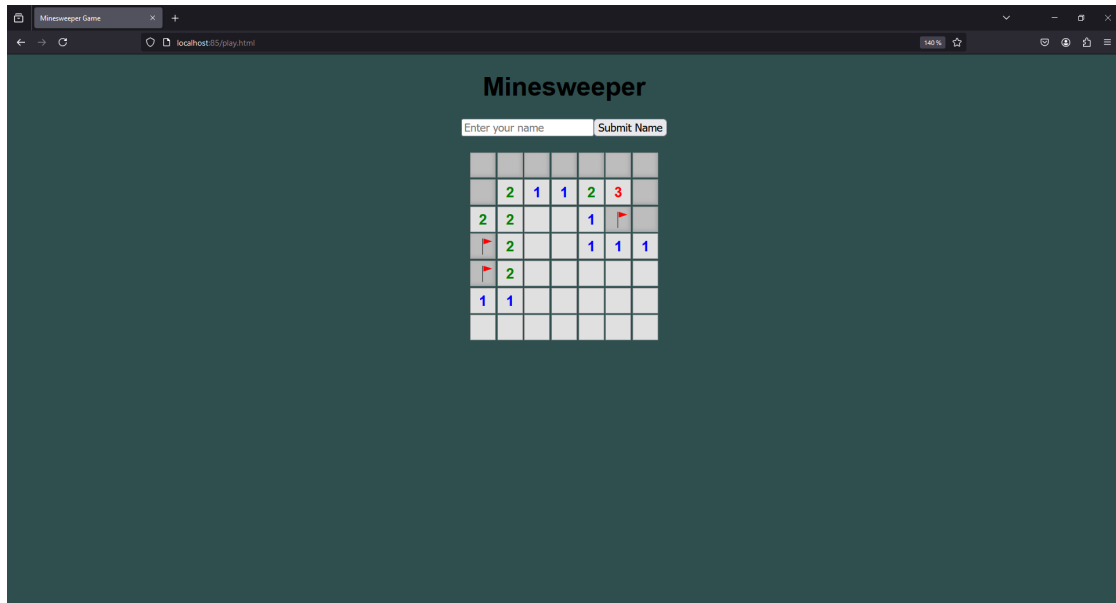 Minesweeper Game
localhost:85/play.html
140%
Minesweeper
Enter your name Submit Name
2 1 1 2 3
2 2 1
2 1 1 1
2
1 1